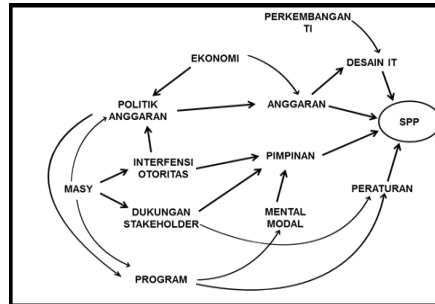 PERKEMBANGAN
TI
EKONOMI
DESAIN IT
POLITIK
ANGGARAN
ANGGARAN
SPP
INTERFENSI
OTORITAS
PIMPINAN
MASY
PERATURAN
DUKUNGAN
STAKEHOLDER
MENTAL
MODAL
PROGRAM